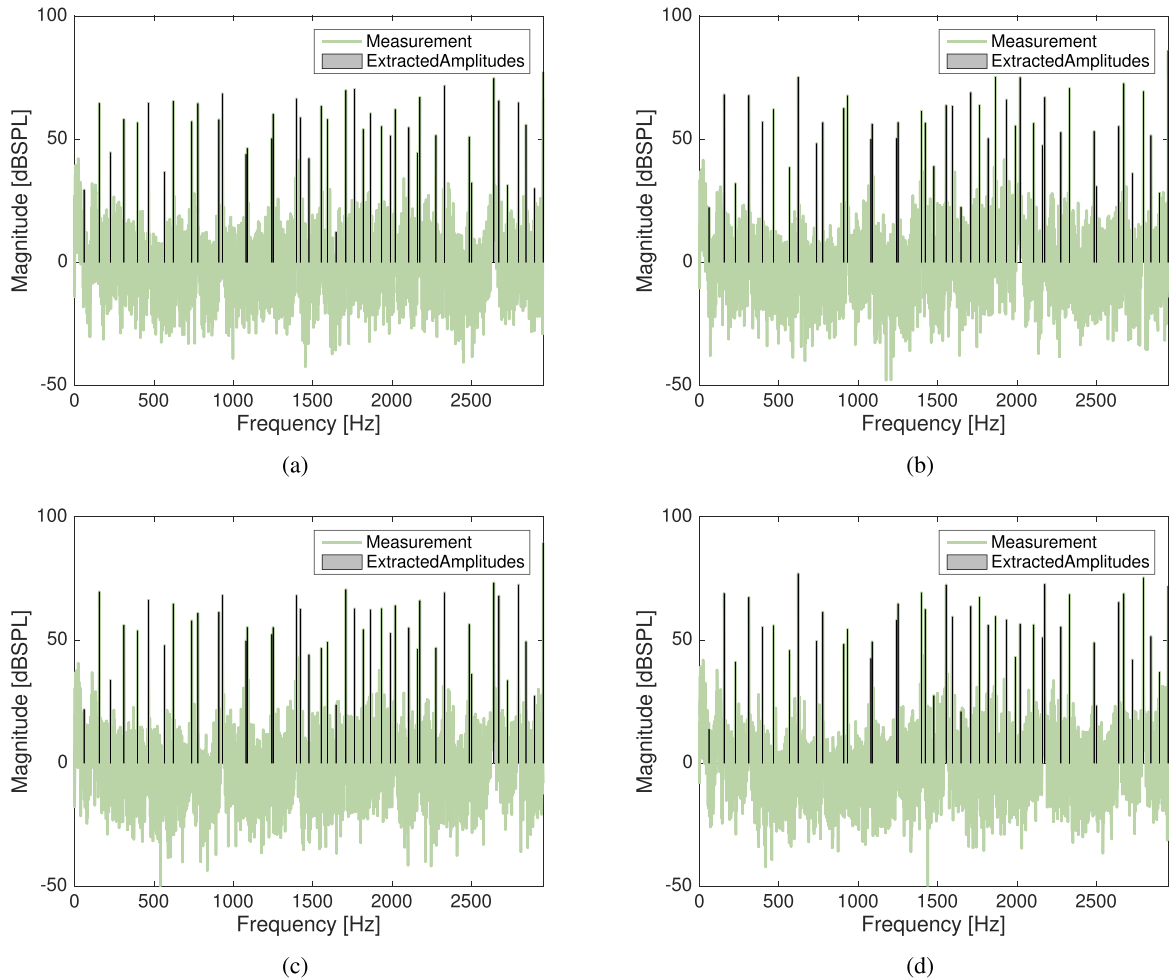 100
50
0
-50
Magnitude [dBSPL]
Measurement
ExtractedAmplitudes
0 500 1000 1500 2000 2500
Frequency [Hz]
(a)
100
50
0
-50
Magnitude [dBSPL]
Measurement
ExtractedAmplitudes
0 500 1000 1500 2000 2500
Frequency [Hz]
(b)
100
50
0
-50
Magnitude [dBSPL]
Measurement
ExtractedAmplitudes
0 500 1000 1500 2000 2500
Frequency [Hz]
(c)
100
50
0
-50
Magnitude [dBSPL]
Measurement
ExtractedAmplitudes
0 500 1000 1500 2000 2500
Frequency [Hz]
(d)